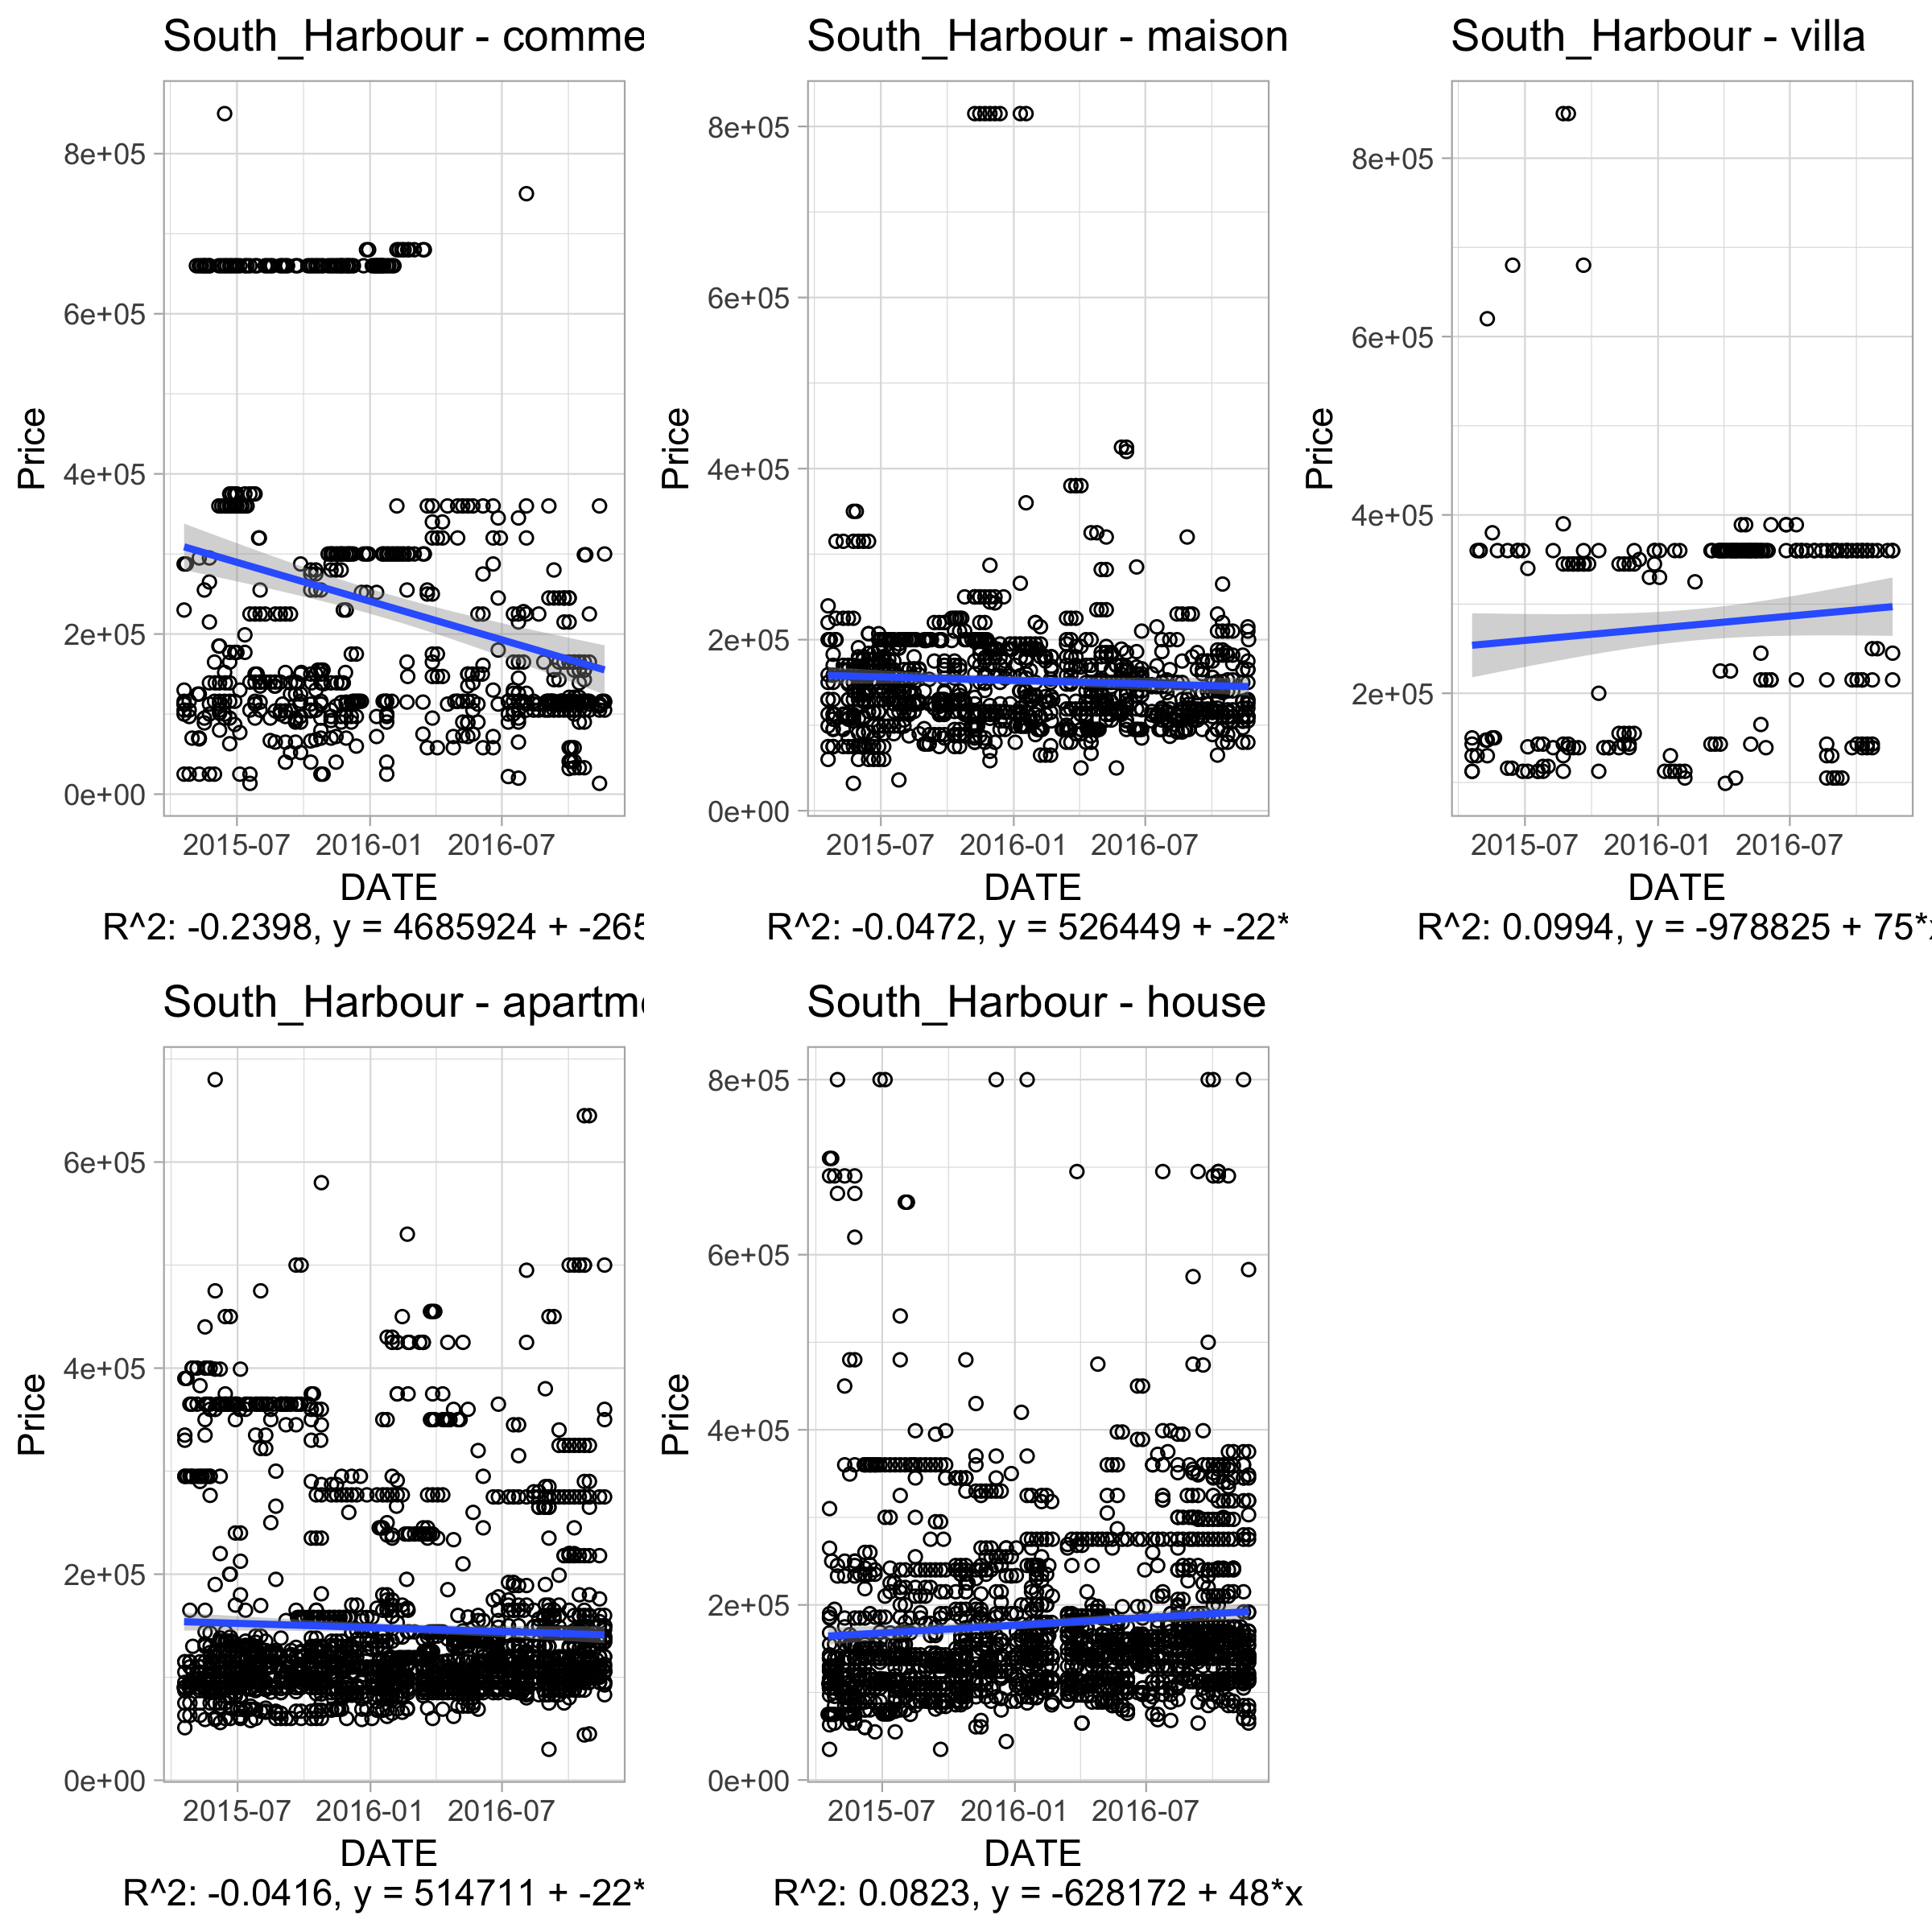 South_Harbour - comme
8e+05
6e+05
4e+05
2e+05
0e+00
Price
2015-07 2016-01 2016-07
DATE
R^2: -0.2398, y = 4685924 + -265
South_Harbour - maison
8e+05
6e+05
4e+05
2e+05
0e+00
Price
2015-07 2016-01 2016-07
DATE
R^2: -0.0472, y = 526449 + -22*
South_Harbour - villa
8e+05
6e+05
4e+05
2e+05
Price
2015-07 2016-01 2016-07
DATE
R^2: 0.0994, y = -978825 + 75*x
South_Harbour - apartme
6e+05
4e+05
2e+05
0e+00
Price
2015-07 2016-01 2016-07
DATE
R^2: -0.0416, y = 514711 + -22*
South_Harbour - house
8e+05
6e+05
4e+05
2e+05
0e+00
Price
2015-07 2016-01 2016-07
DATE
R^2: 0.0823, y = -628172 + 48*x